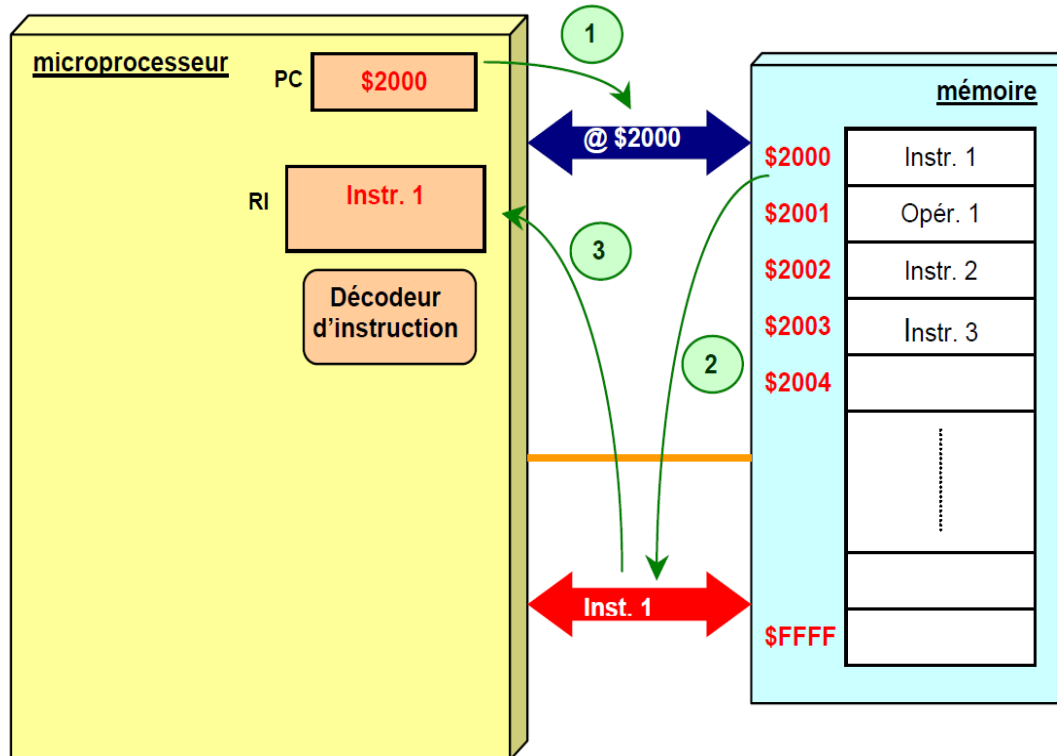 microprocesseur
PC
$2000
1
@ $2000
mémoire
$2000
Instr. 1
RI
Instr. 1
$2001
Opér. 1
3
$2002
Instr. 2
Décodeur
d'instruction
$2003
Instr. 3
2
$2004
Inst. 1
$FFFF